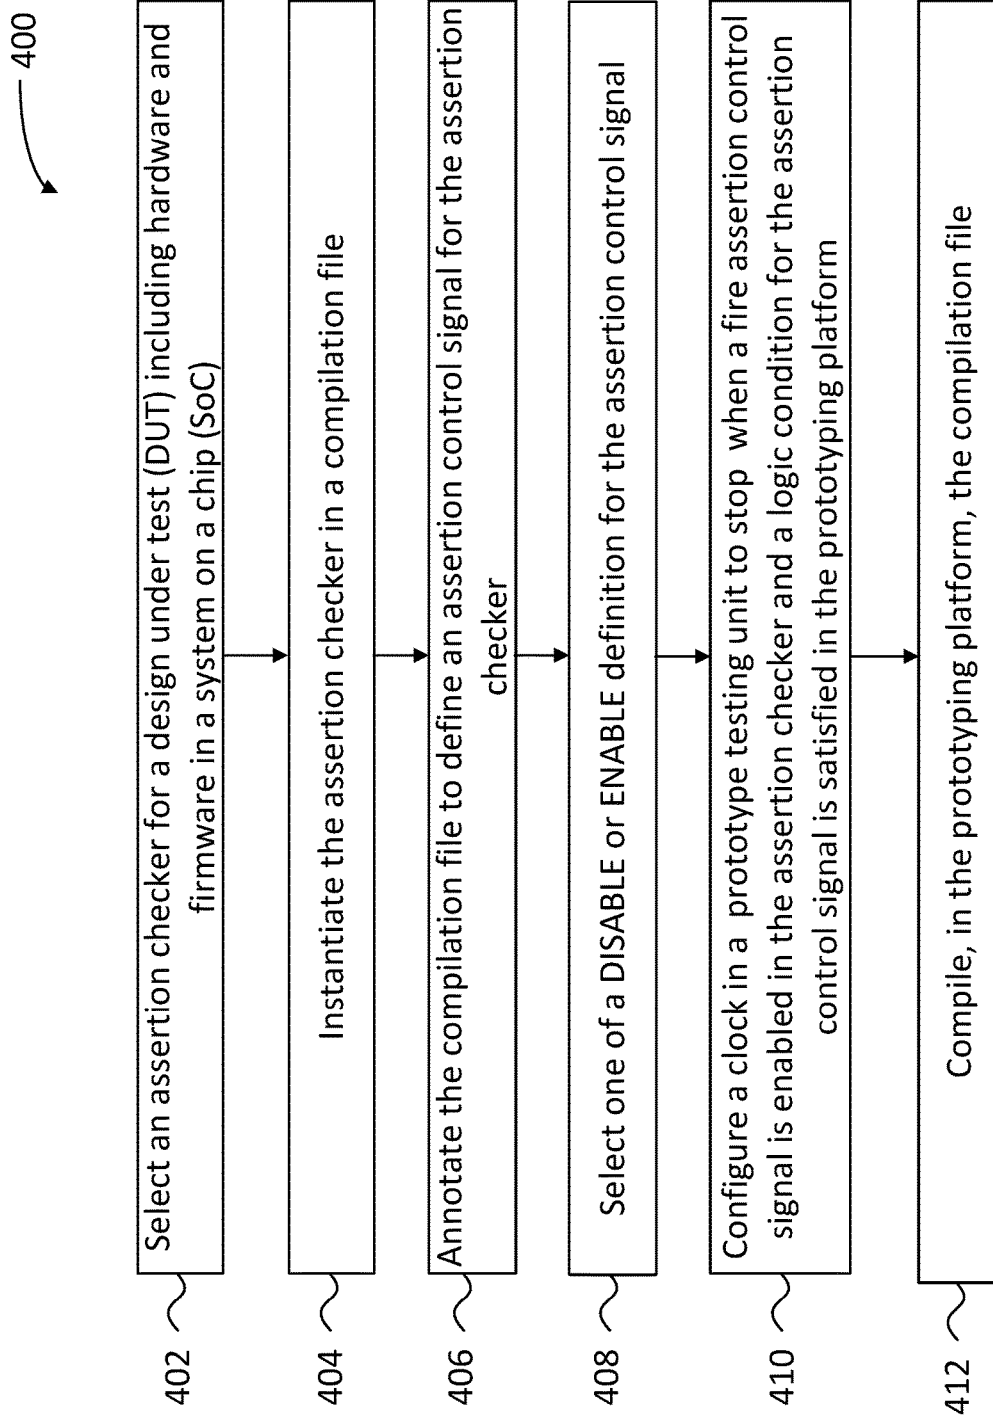 400
402
Select an assertion checker for a design under test (DUT) including hardware and
firmware in a system on a chip (SoC)
404
Instantiate the assertion checker in a compilation file
406
Annotate the compilation file to define an assertion control signal for the assertion
checker
408
Select one of a DISABLE or ENABLE definition for the assertion control signal
410
Configure a clock in a prototype testing unit to stop when a fire assertion control
signal is enabled in the assertion checker and a logic condition for the assertion
control signal is satisfied in the prototyping platform
412
Compile, in the prototyping platform, the compilation file